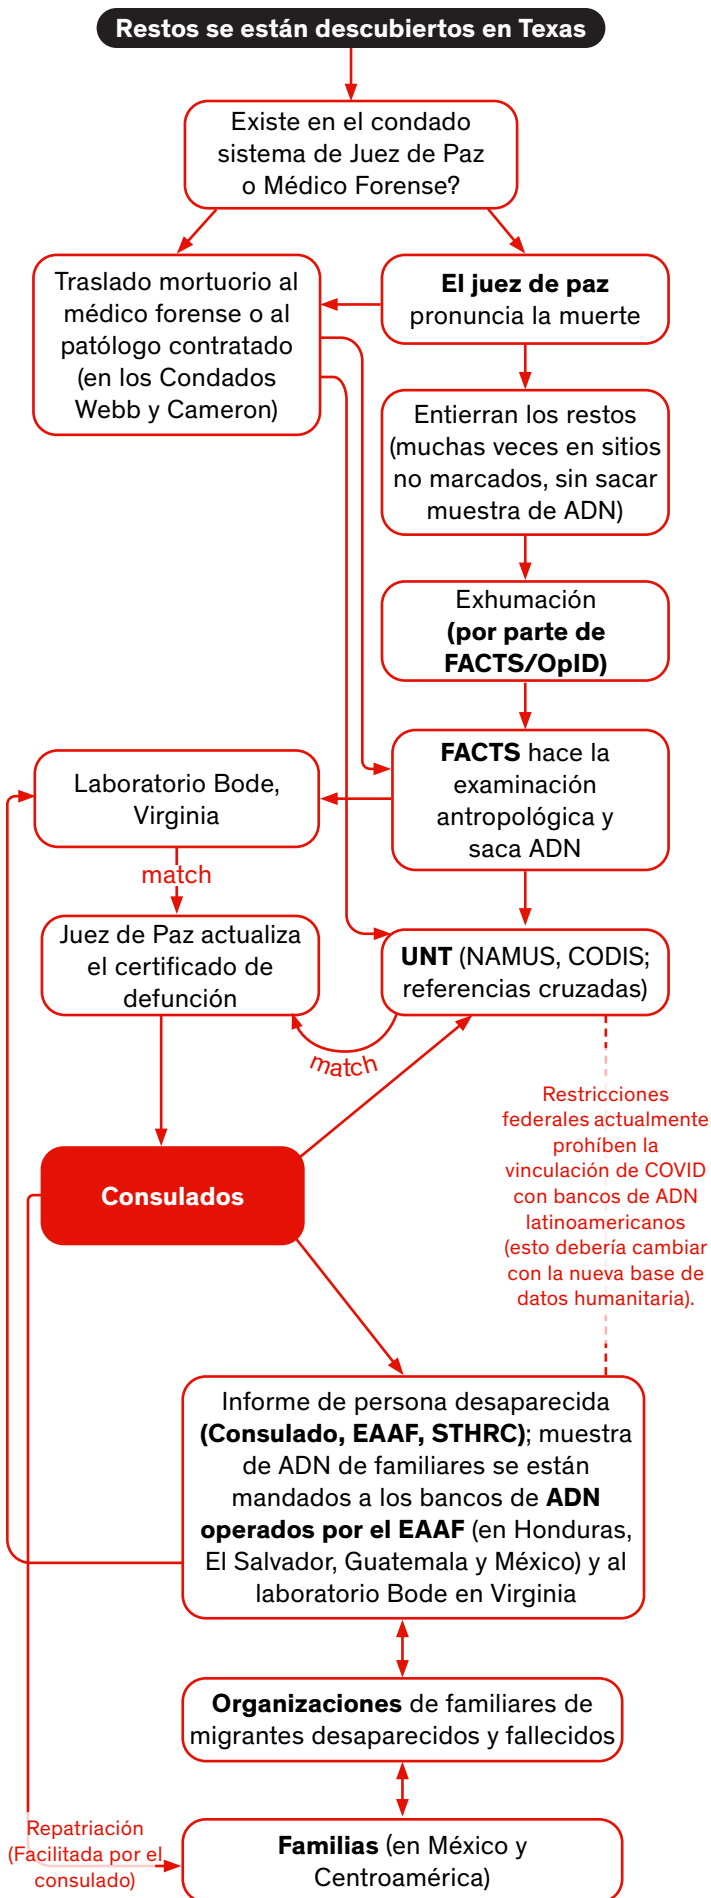 Restos se están descubiertos en Texas
Existe en el condado
sistema de Juez de Paz
o Médico Forense?
Traslado mortuorio al
médico forense o al
patólogo contratado
(en los Condados
Webb y Cameron)
El juez de paz
pronuncia la muerte
Entierran los restos
(muchas veces en sitios
no marcados, sin sacar
muestra de ADN)
Exhumación
(por parte de
FACTS/OpID)
FACTS hace la
examinación
antropológica y
saca ADN
Laboratorio Bode,
Virginia
match
Juez de Paz actualiza
el certificado de
defunción
UNT (NAMUS, CODIS;
referencias cruzadas)
match
Restricciones
federales actualmente
prohíben la
vinculación de COVID
con bancos de ADN
latinoamericanos
(esto debería cambiar
con la nueva base de
datos humanitaria).
Consulados
Informe de persona desaparecida
(Consulado, EAAF, STHRC); muestra
de ADN de familiares se están
mandados a los bancos de ADN
operados por el EAAF (en Honduras,
El Salvador, Guatemala y México) y al
laboratorio Bode en Virginia
Organizaciones de familiares de
migrantes desaparecidos y fallecidos
Repatriación
(Facilitada por el
consulado)
Familias (en México y
Centroamérica)